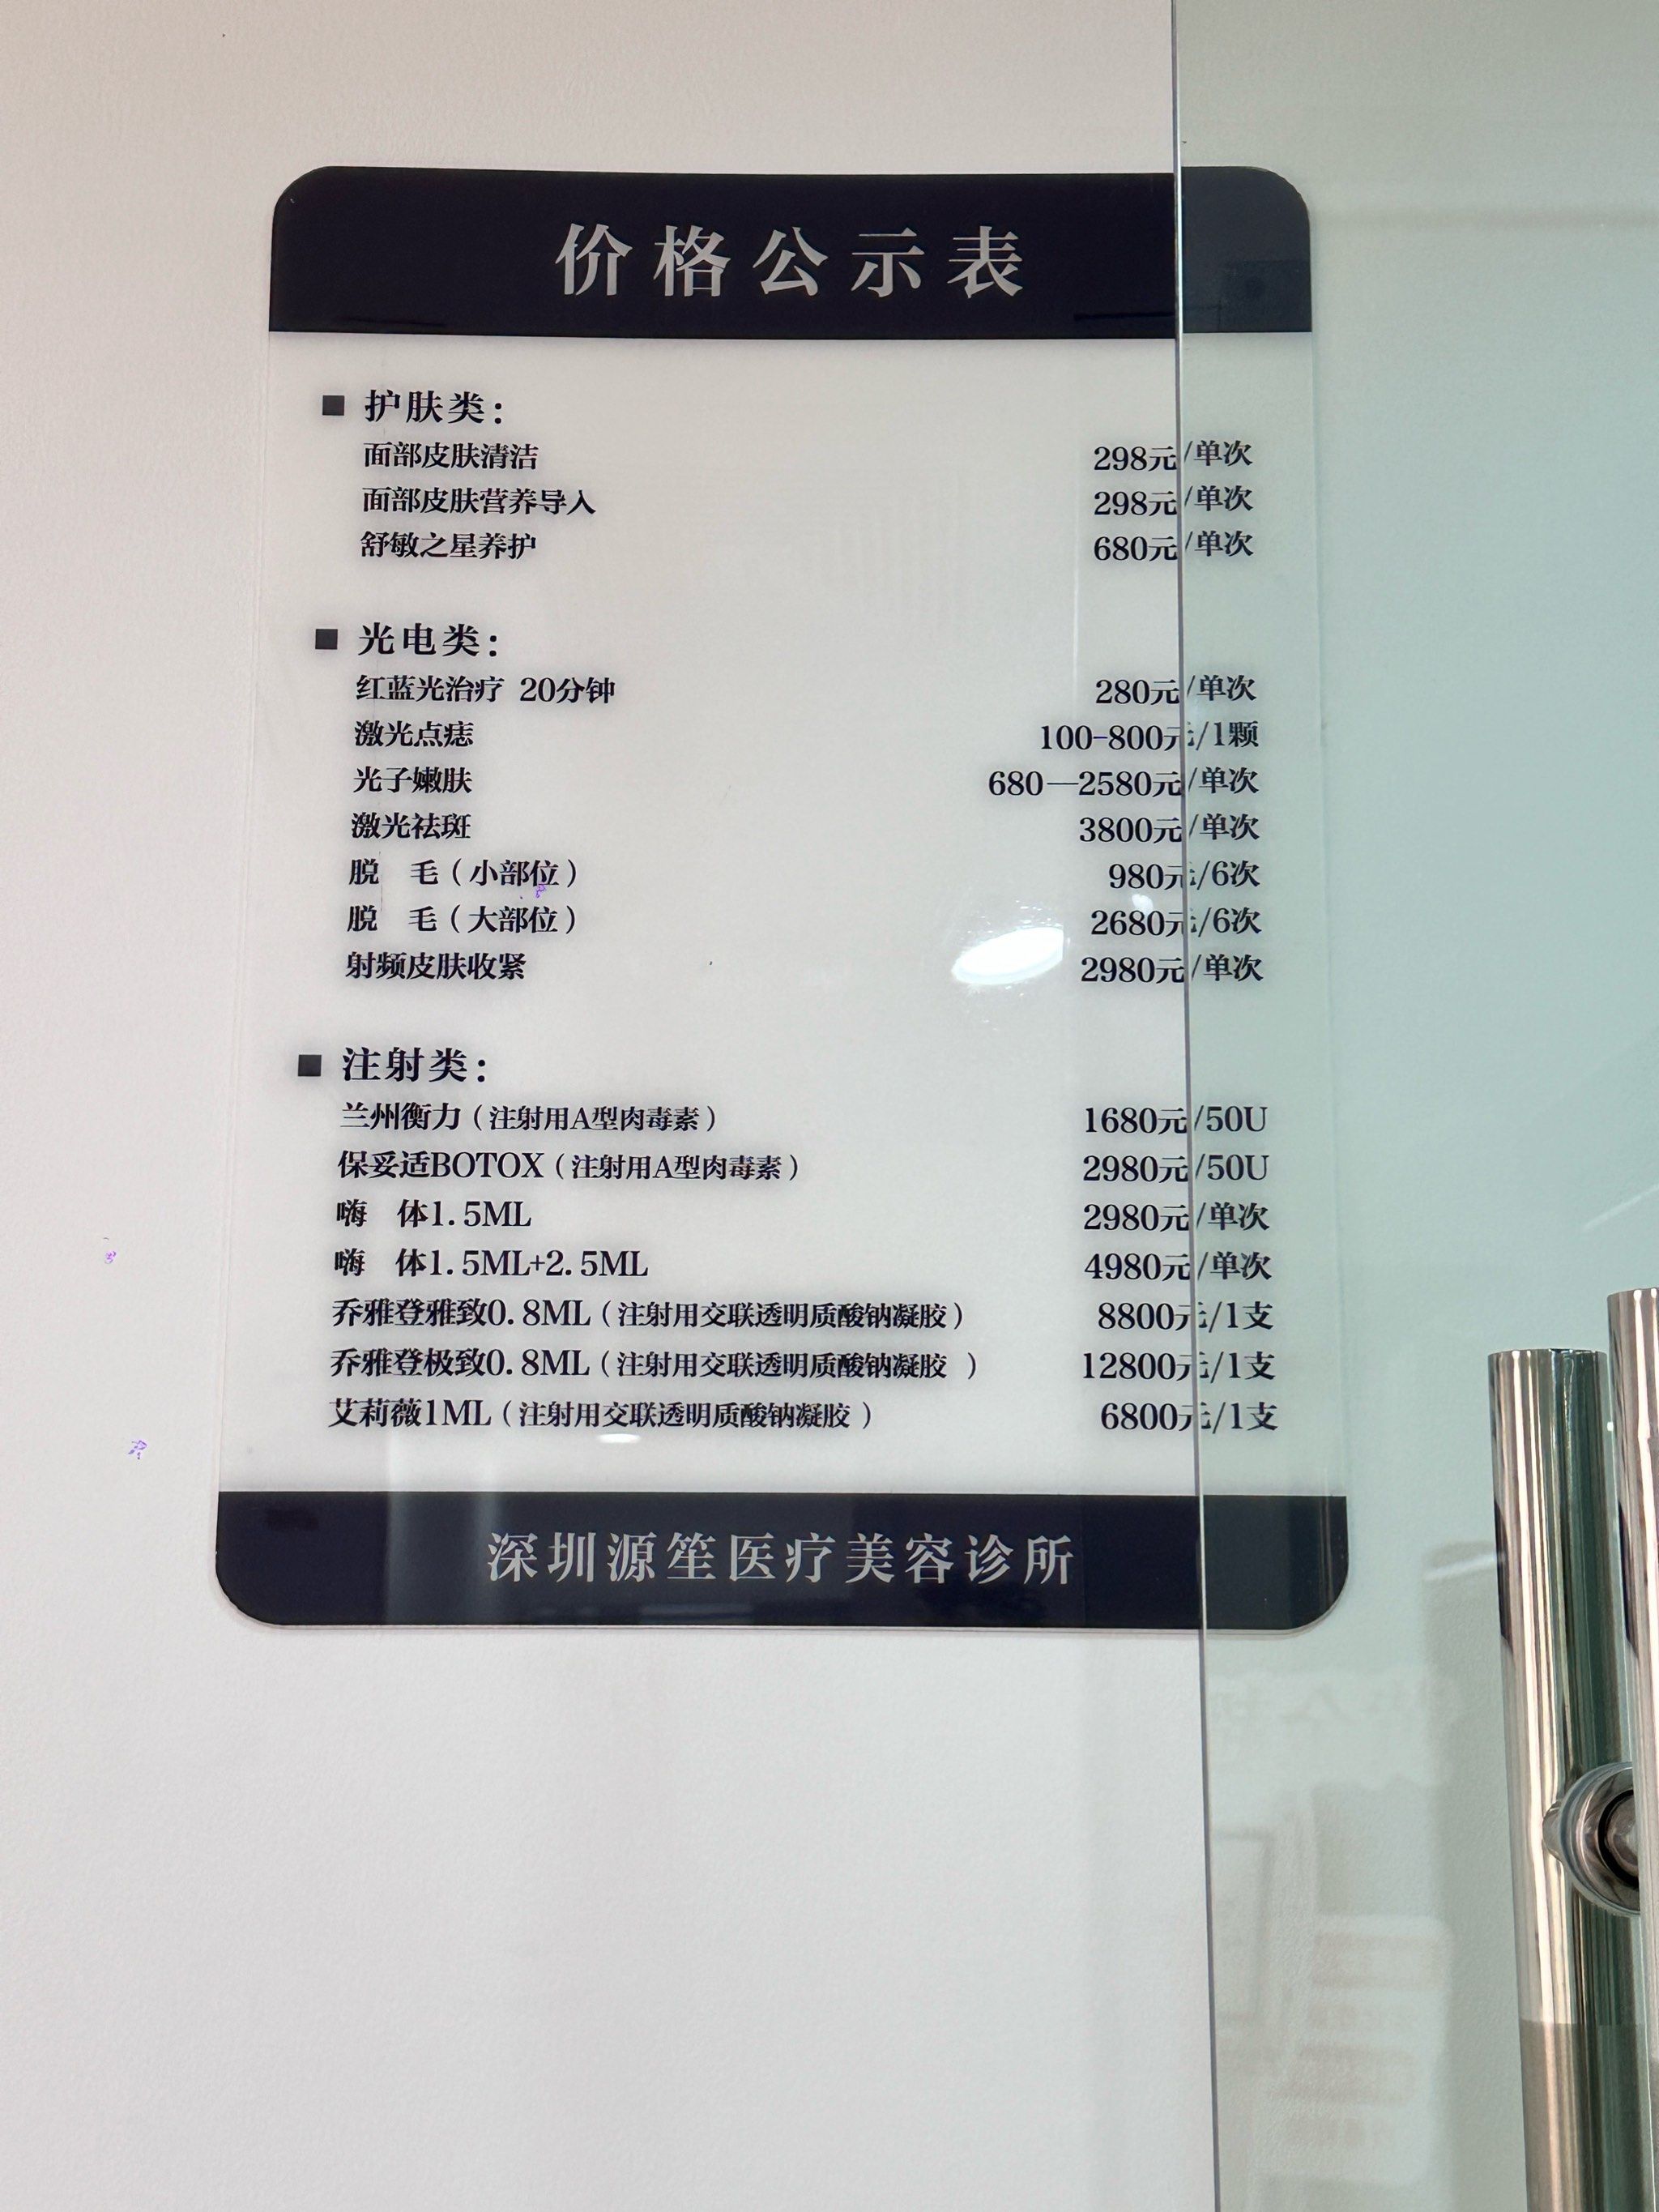 价格公示表
■ 护肤类：
面部皮肤清洁 298元/单次
面部皮肤营养导入 298元/单次
舒敏之星养护 680元/单次
■ 光电类：
红蓝光治疗 20分钟 280元/单次
激光点痣 100-800元/1颗
光子嫩肤 680—2580元/单次
激光祛斑 3800元/单次
脱 毛（小部位） 980元/6次
脱 毛（大部位） 2680元/6次
射频皮肤收紧 2980元/单次
■ 注射类：
兰州衡力（注射用A型肉毒素） 1680元/50U
保妥适BOTOX（注射用A型肉毒素） 2980元/50U
嗨 体1.5ML 2980元/单次
嗨 体1.5ML+2.5ML 4980元/单次
乔雅登雅致0.8ML（注射用交联透明质酸钠凝胶） 8800元/1支
乔雅登极致0.8ML（注射用交联透明质酸钠凝胶 ） 12800元/1支
艾莉薇1ML（注射用交联透明质酸钠凝胶 ） 6800元/1支
深圳源笙医疗美容诊所